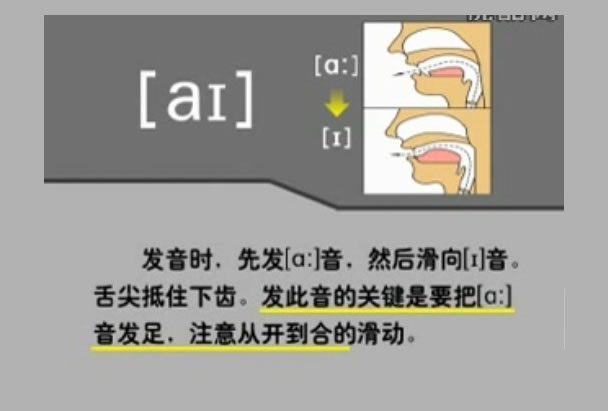 [aɪ]
[ɑː]
[ɪ]
发音时，先发[ɑː]音，然后滑向[ɪ]音。
舌尖抵住下齿。发此音的关键是要把[ɑː]
音发足，注意从开到合的滑动。